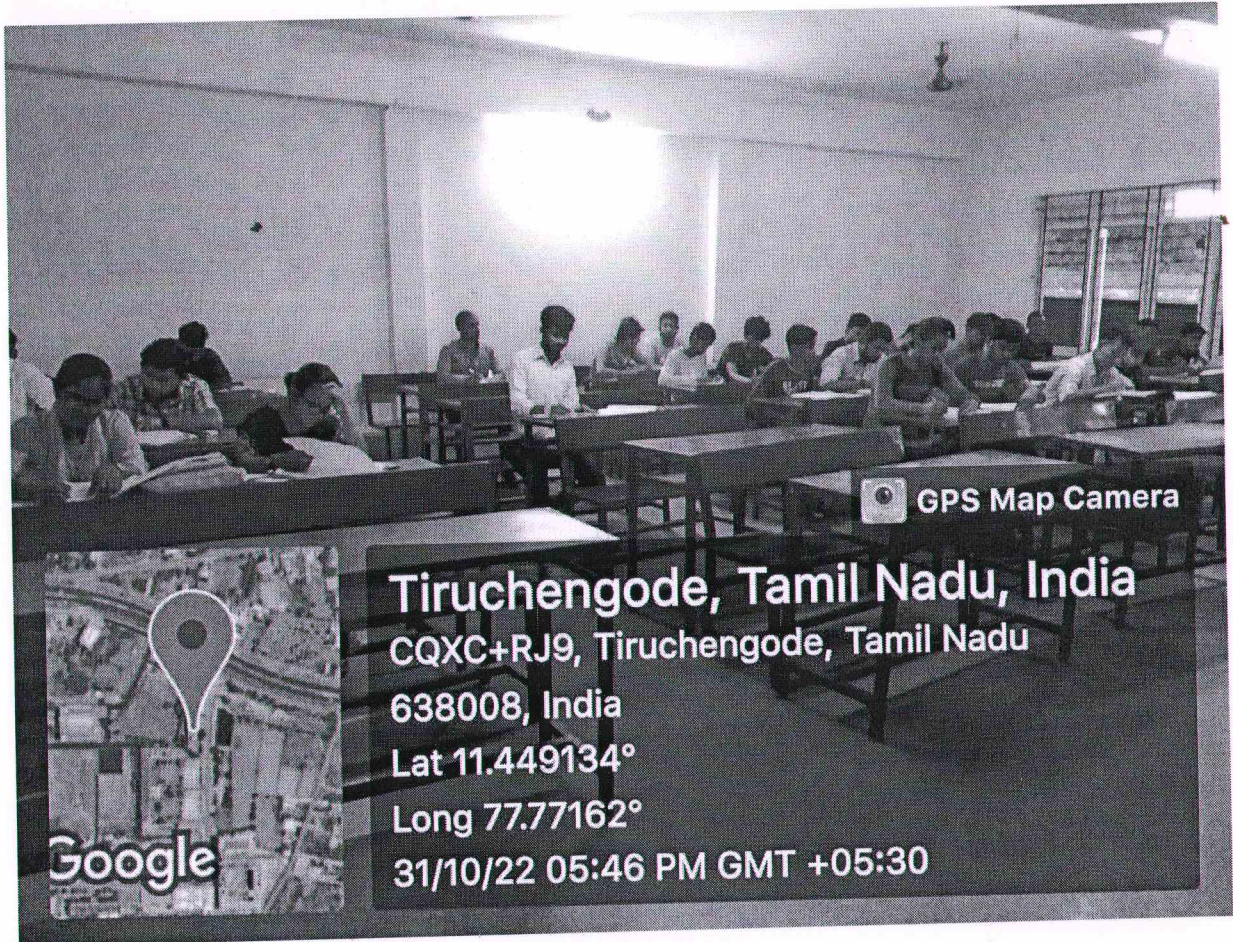 GPS Map Camera
Tiruchengode, Tamil Nadu, India
CQXC+RJ9, Tiruchengode, Tamil Nadu
638008, India
Lat 11.449134°
Long 77.77162°
31/10/22 05:46 PM GMT +05:30
Google